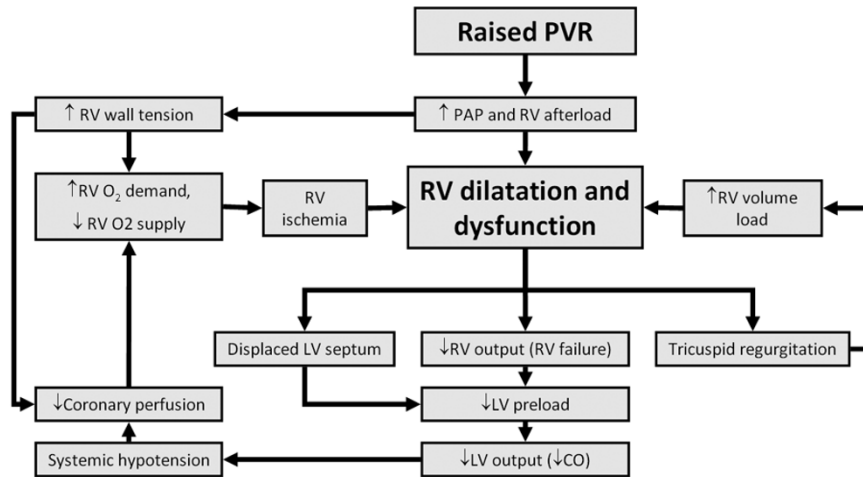 Raised PVR
↑ RV wall tension
↑ PAP and RV afterload
↑RV O₂ demand,
↓ RV O2 supply
RV
ischemia
RV dilatation and
dysfunction
↑RV volume
load
Displaced LV septum
↓RV output (RV failure)
Tricuspid regurgitation
↓Coronary perfusion
↓LV preload
Systemic hypotension
↓LV output (↓CO)